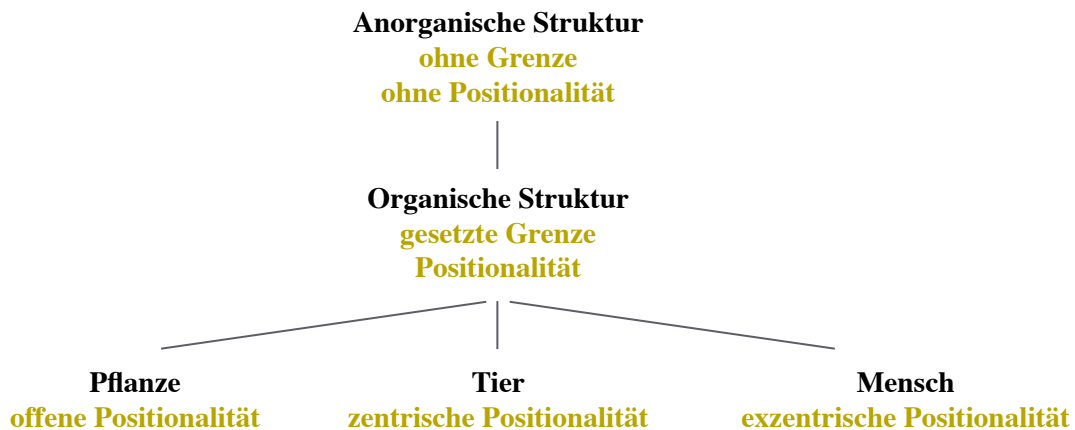 Anorganische Struktur
ohne Grenze
ohne Positionalität
Organische Struktur
gesetzte Grenze
Positionalität
Pflanze
offene Positionalität
Tier
zentrische Positionalität
Mensch
exzentrische Positionalität